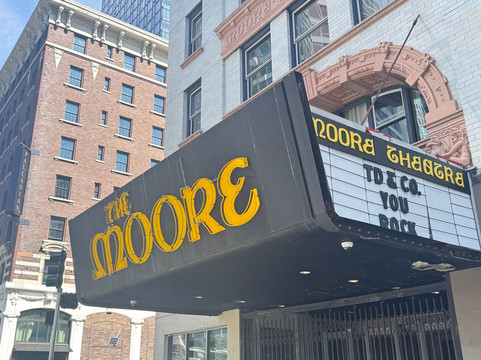 THE
MOORE
MOORE THEATRE
TD & CO.
YOU
ROCK